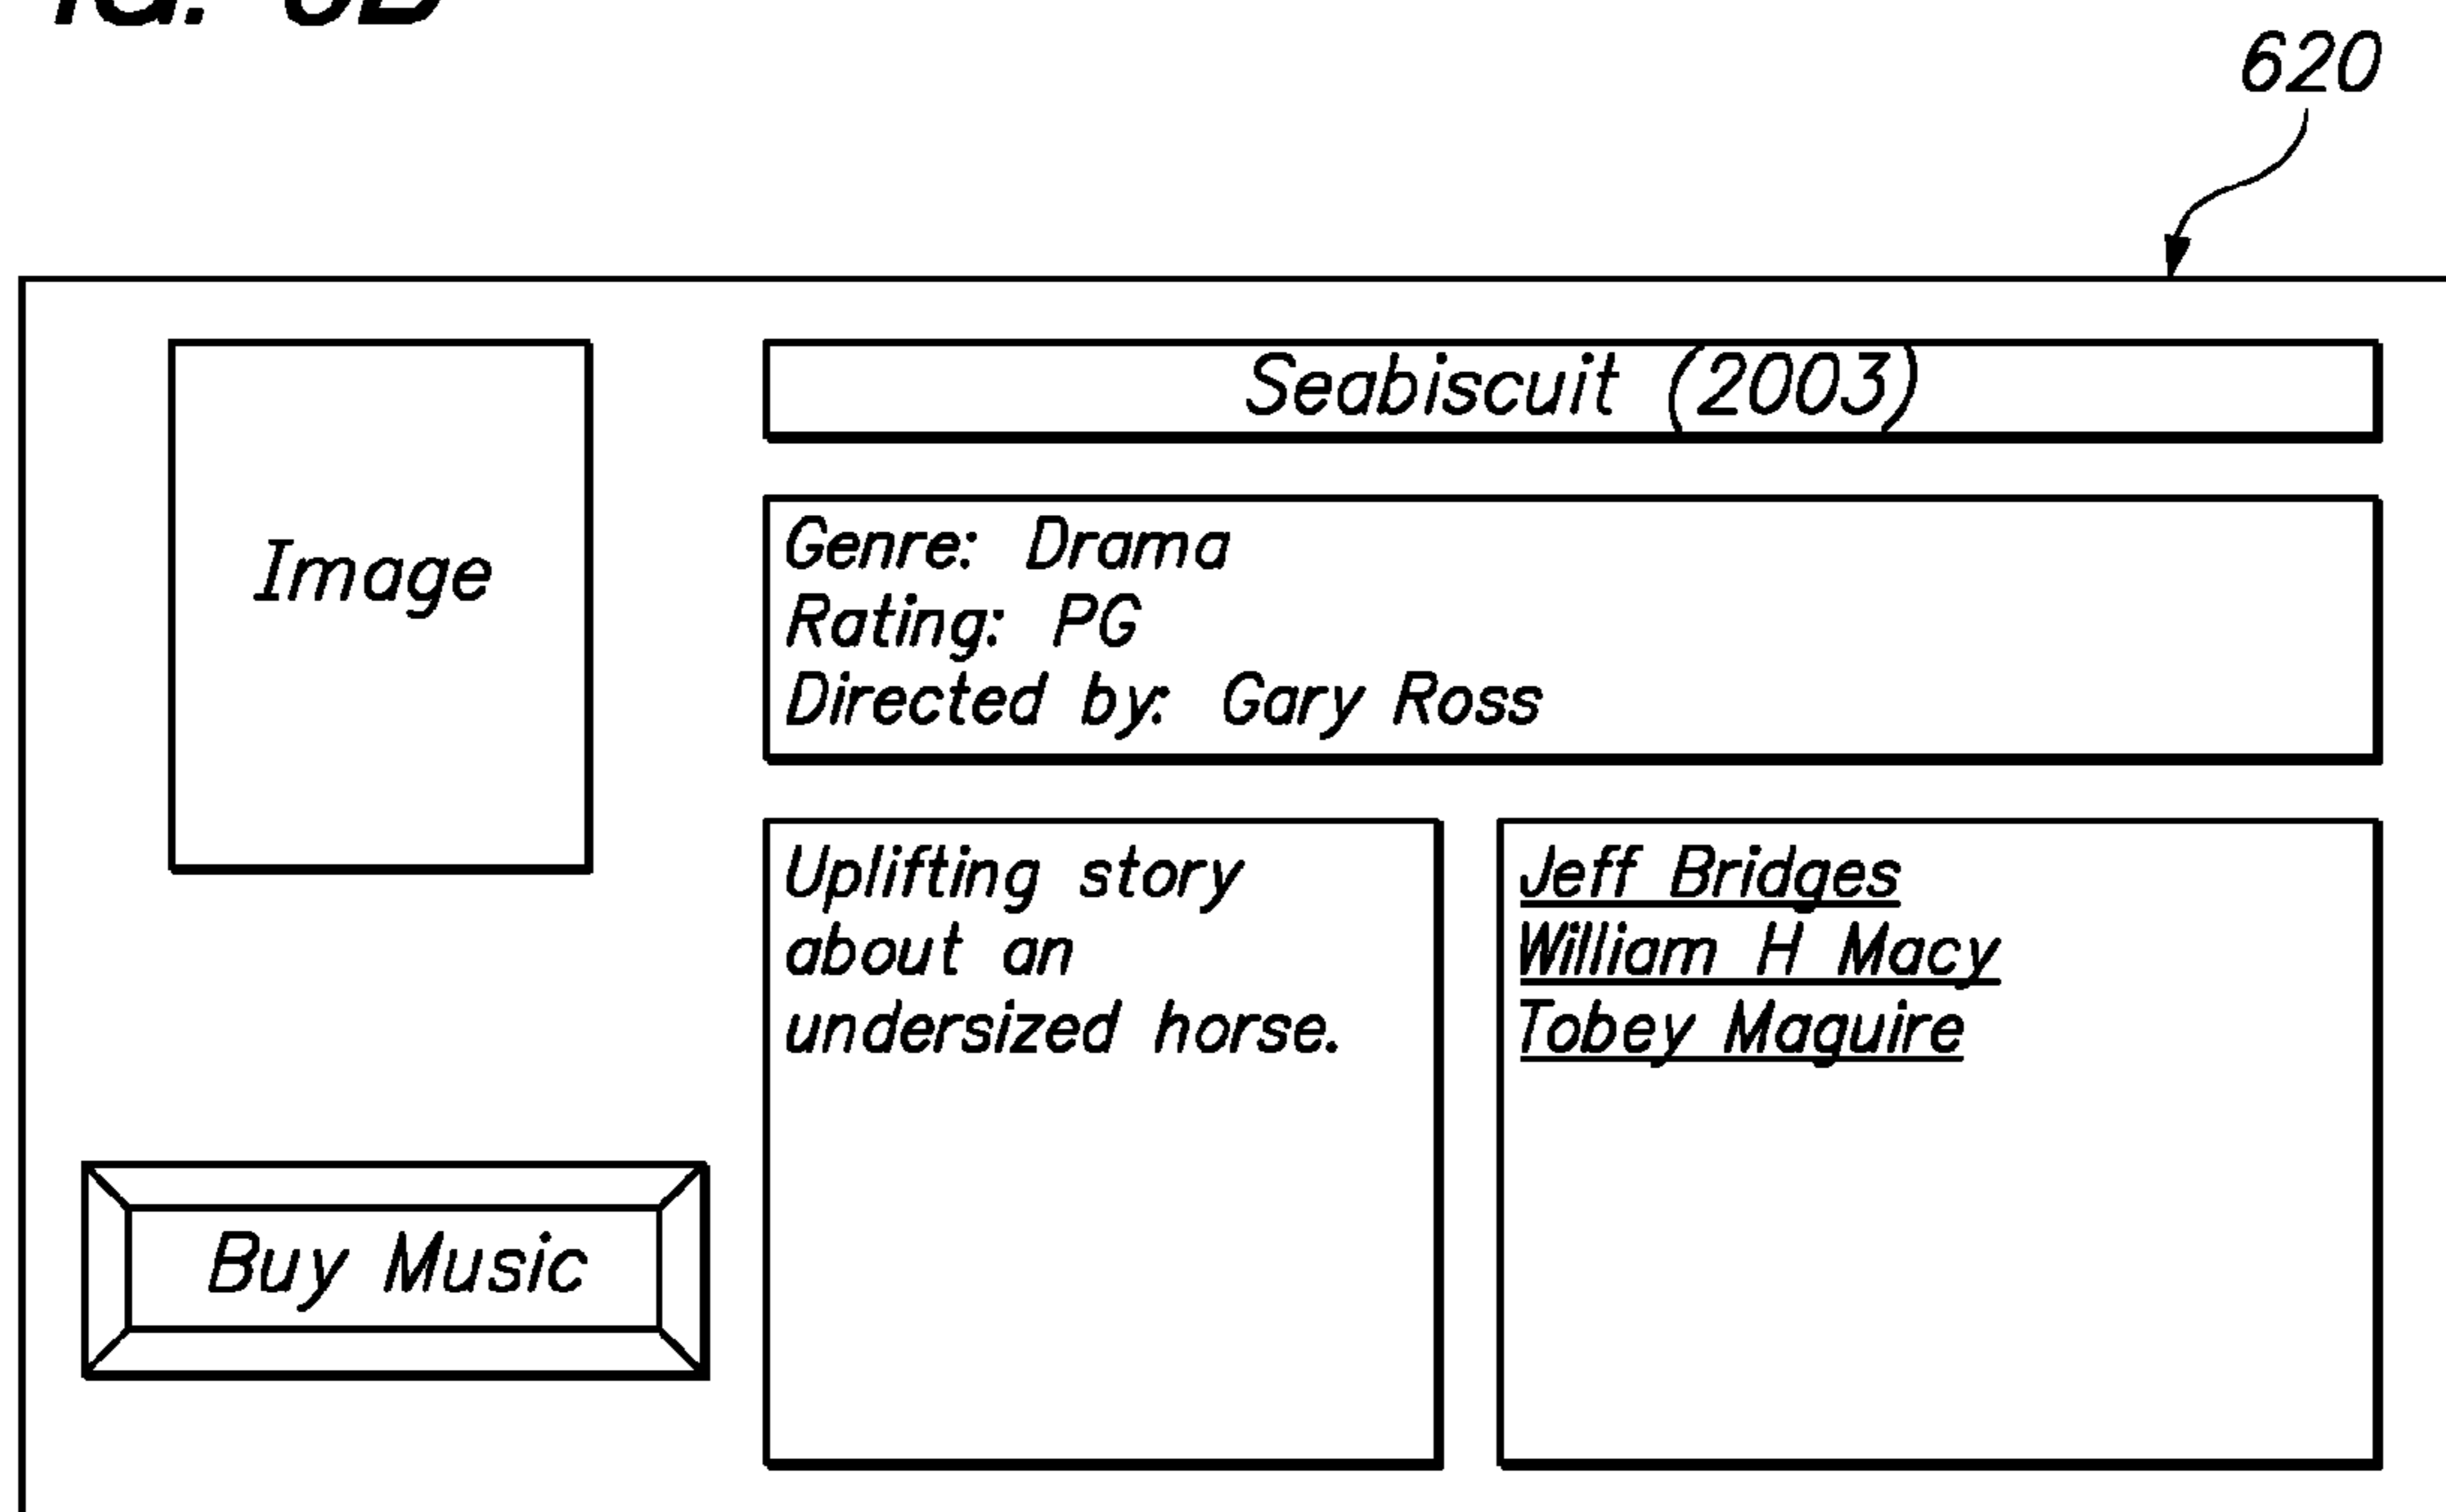 620
Image
Seabiscuit (2003)
Genre: Drama
Rating: PG
Directed by: Gary Ross
Uplifting story
about an
undersized horse.
Jeff Bridges
William H Macy
Tobey Maguire
Buy Music